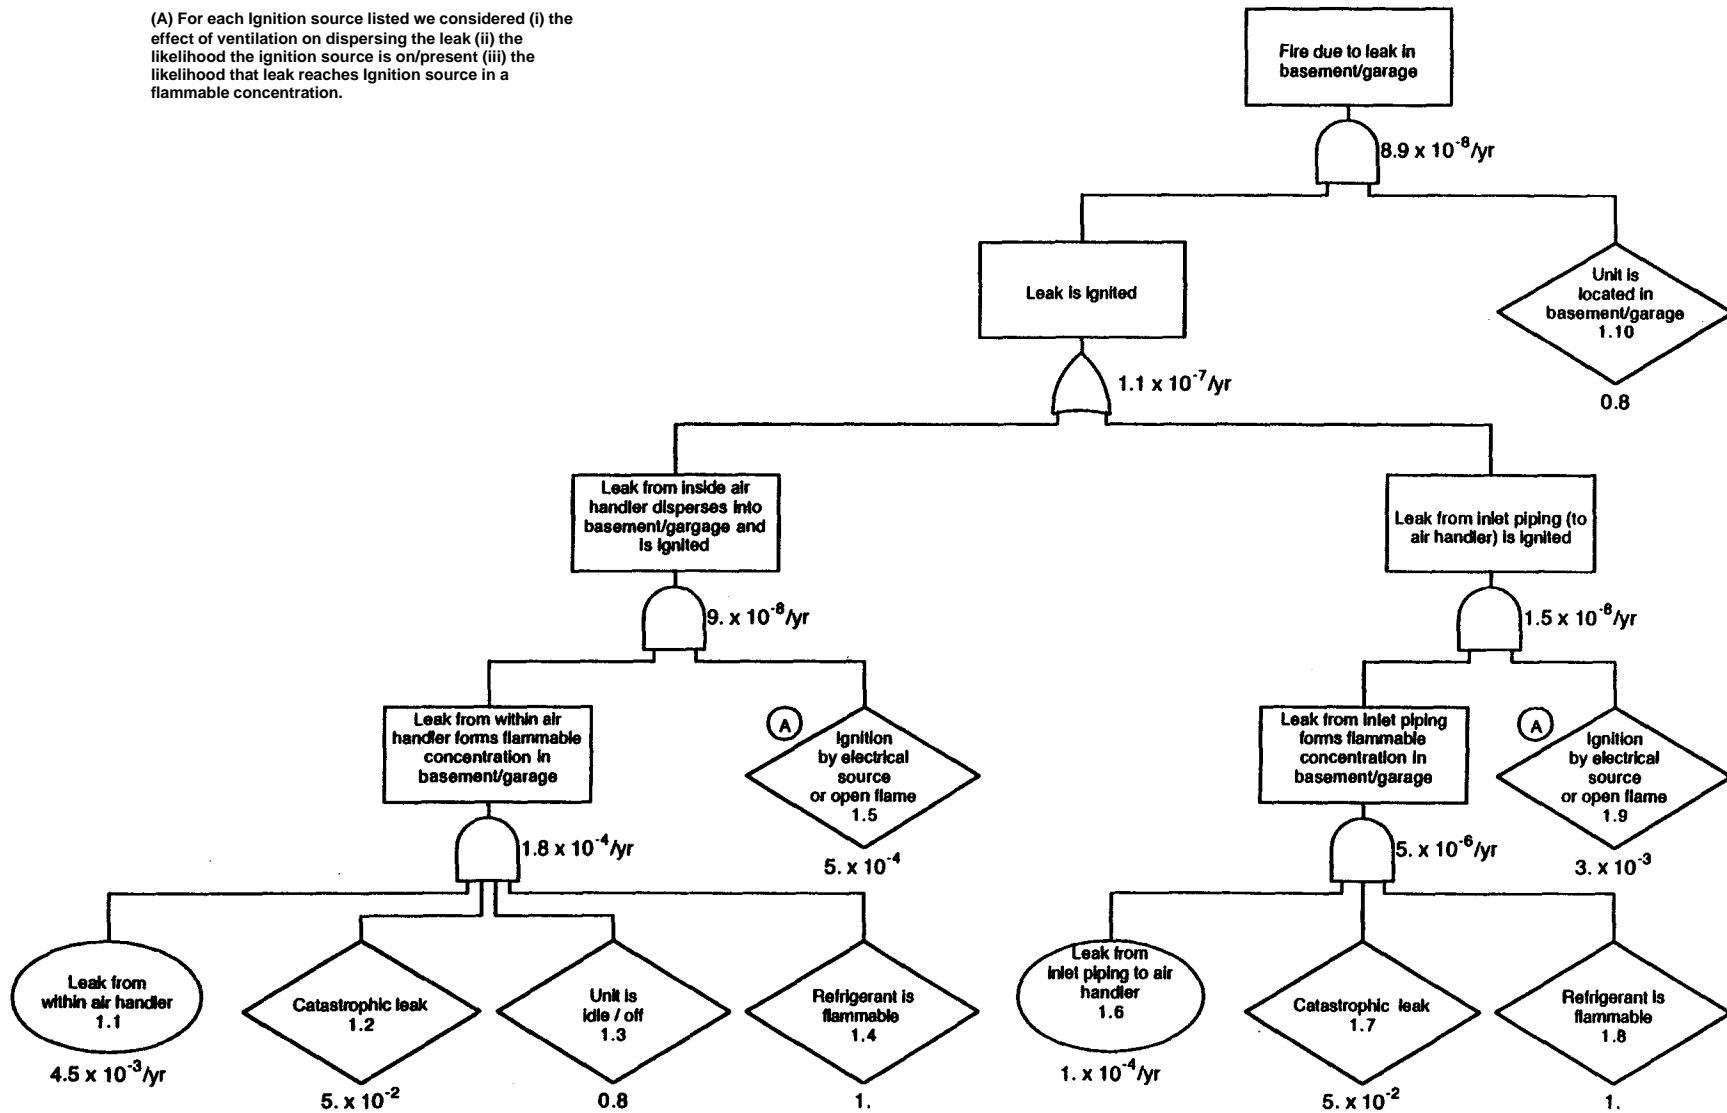 (A) For each Ignition source listed we considered (i) the
effect of ventilation on dispersing the leak (ii) the
likelihood the ignition source is on/present (iii) the
likelihood that leak reaches Ignition source in a
flammable concentration.
Fire due to leak in
basement/garage
8.9 x 10⁻⁸/yr
Leak is ignited
Unit is
located in
basement/garage
1.10
0.8
1.1 x 10⁻⁷/yr
Leak from inside air
handler disperses into
basement/gargage and
is ignited
Leak from inlet piping (to
air handler) is ignited
9. x 10⁻⁸/yr
1.5 x 10⁻⁸/yr
Leak from within air
handler forms flammable
concentration in
basement/garage
A
Ignition
by electrical
source
or open flame
1.5
5. x 10⁻⁴
Leak from inlet piping
forms flammable
concentration in
basement/garage
A
Ignition
by electrical
source
or open flame
1.9
3. x 10⁻³
1.8 x 10⁻⁴/yr
5. x 10⁻⁶/yr
Leak from
within air handler
1.1
4.5 x 10⁻³/yr
Catastrophic leak
1.2
5. x 10⁻²
Unit is
idle / off
1.3
0.8
Refrigerant is
flammable
1.4
1.
Leak from
inlet piping to air
handler
1.6
1. x 10⁻⁴/yr
Catastrophic leak
1.7
5. x 10⁻²
Refrigerant is
flammable
1.8
1.